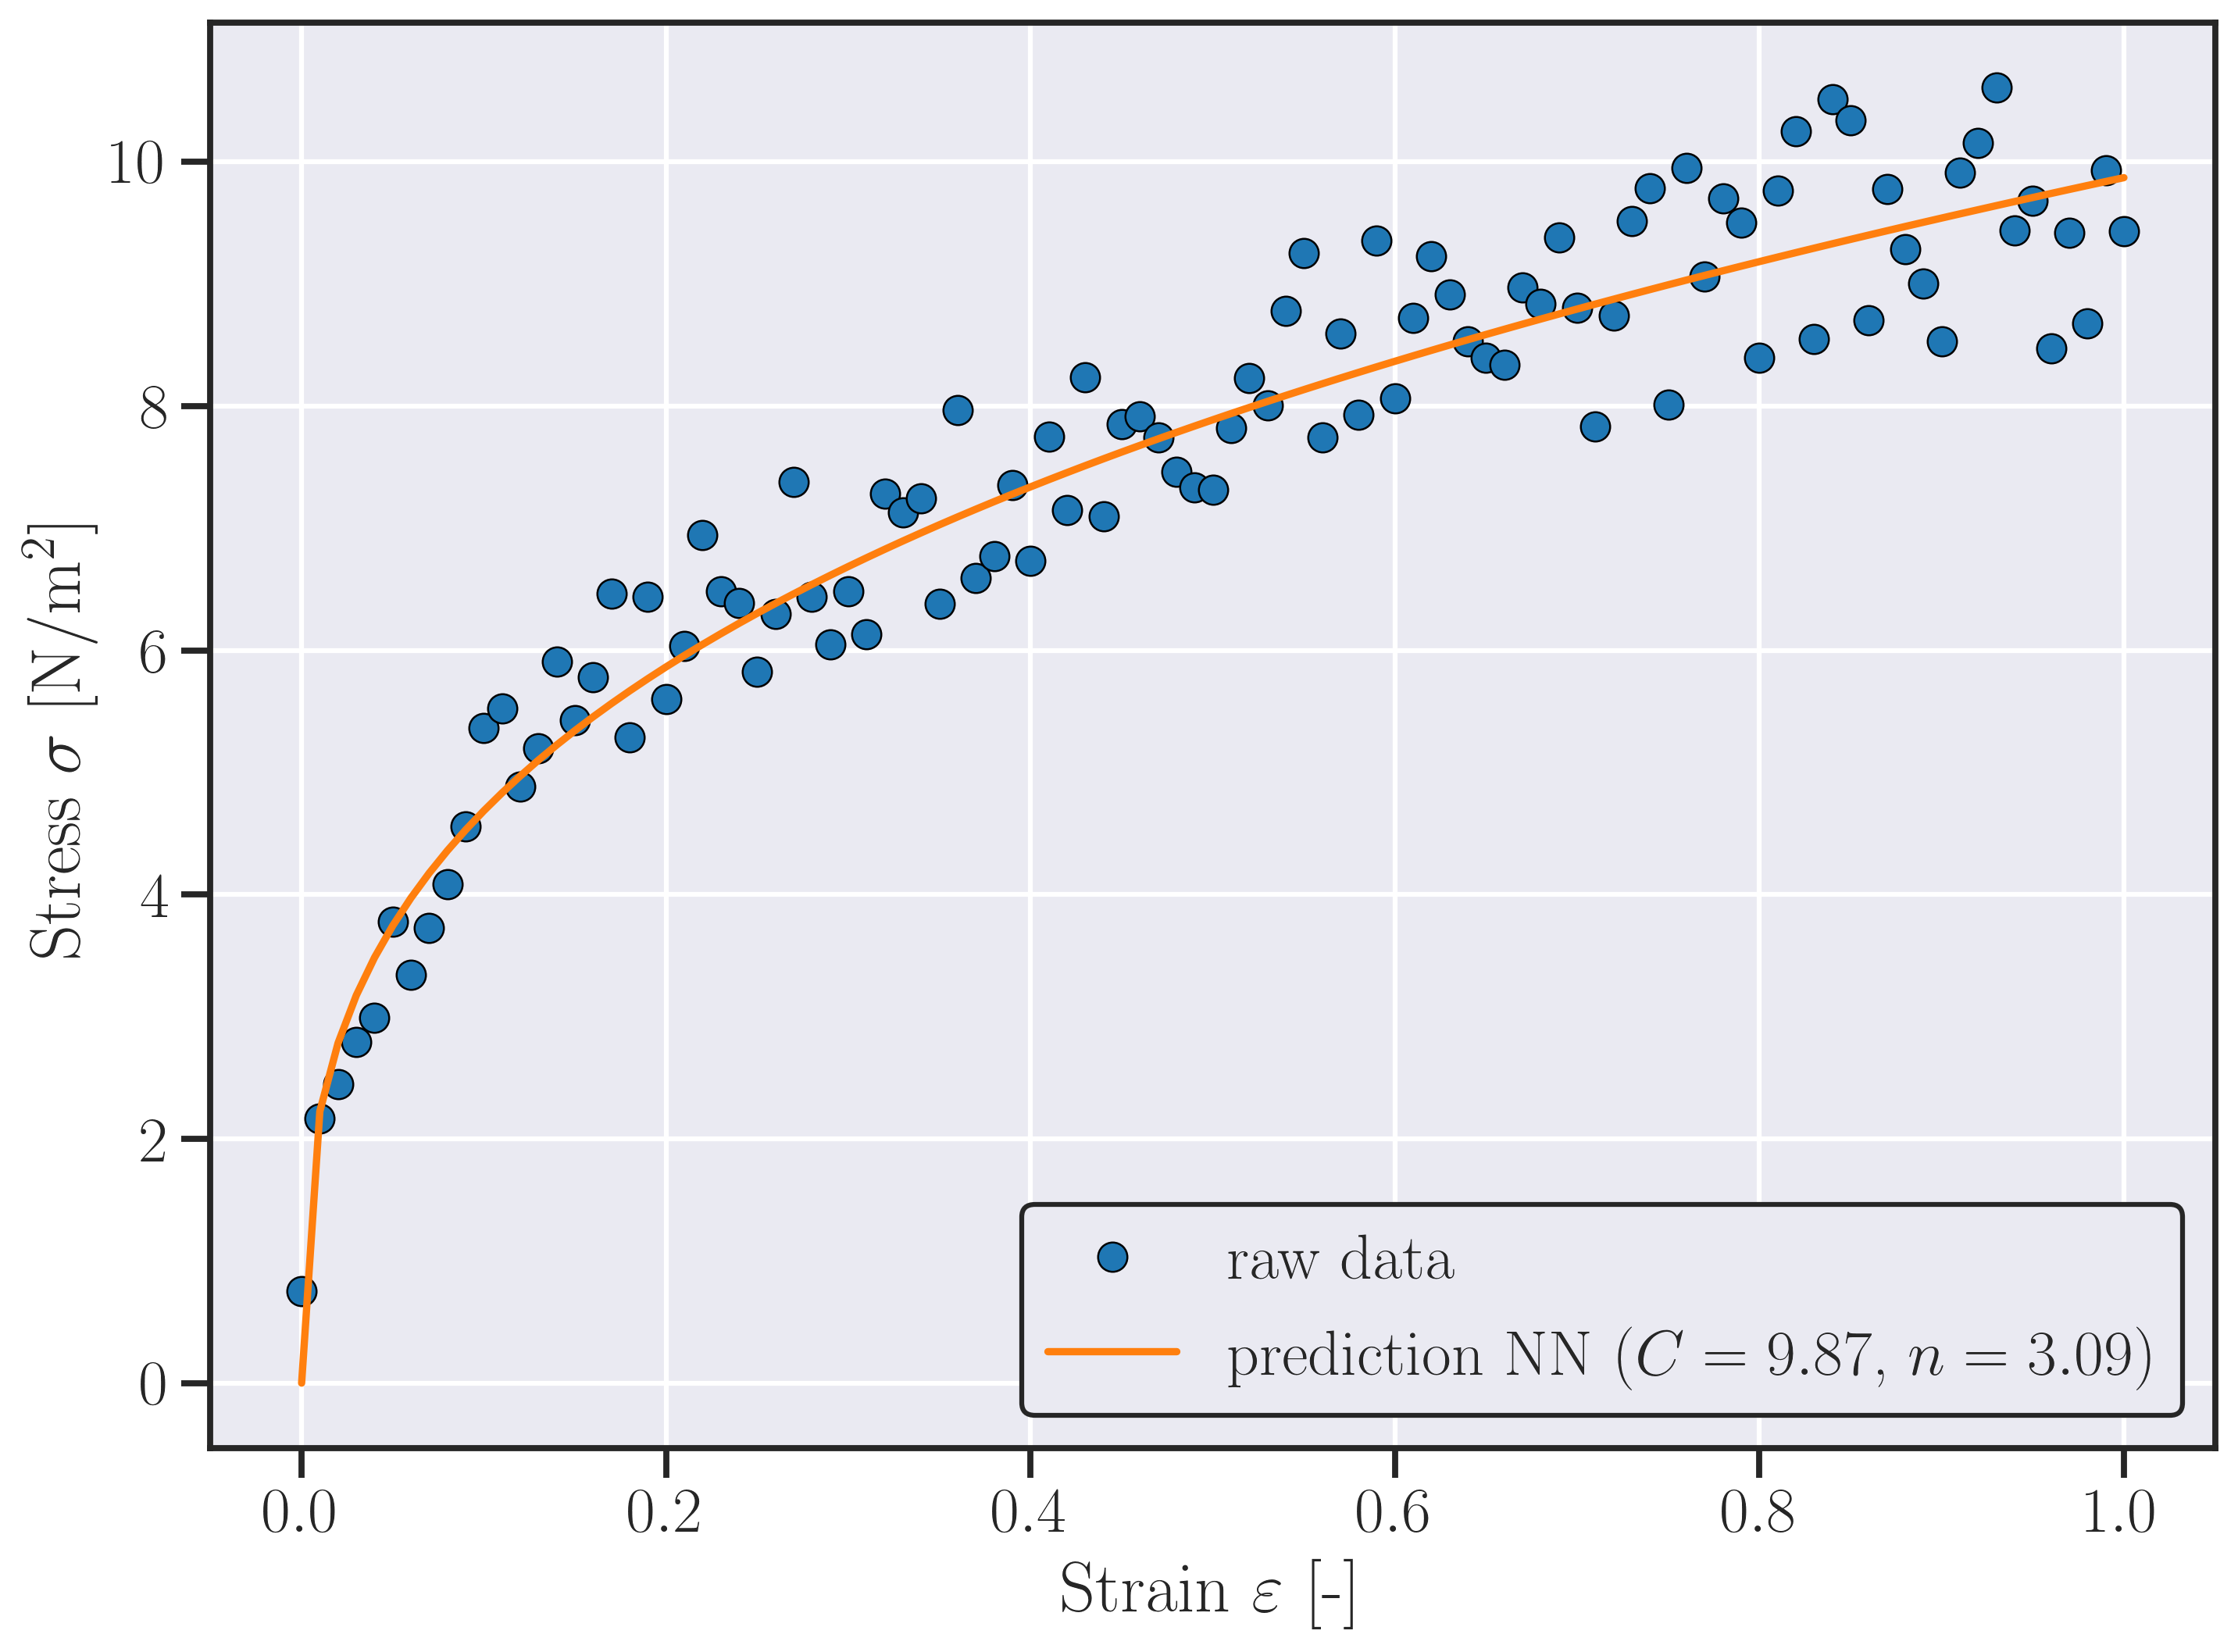 10
8
6
4
2
0
Stress σ [N/m²]
0.0 0.2 0.4 0.6 0.8 1.0
Strain ε [-]
raw data
prediction NN (C = 9.87, n = 3.09)